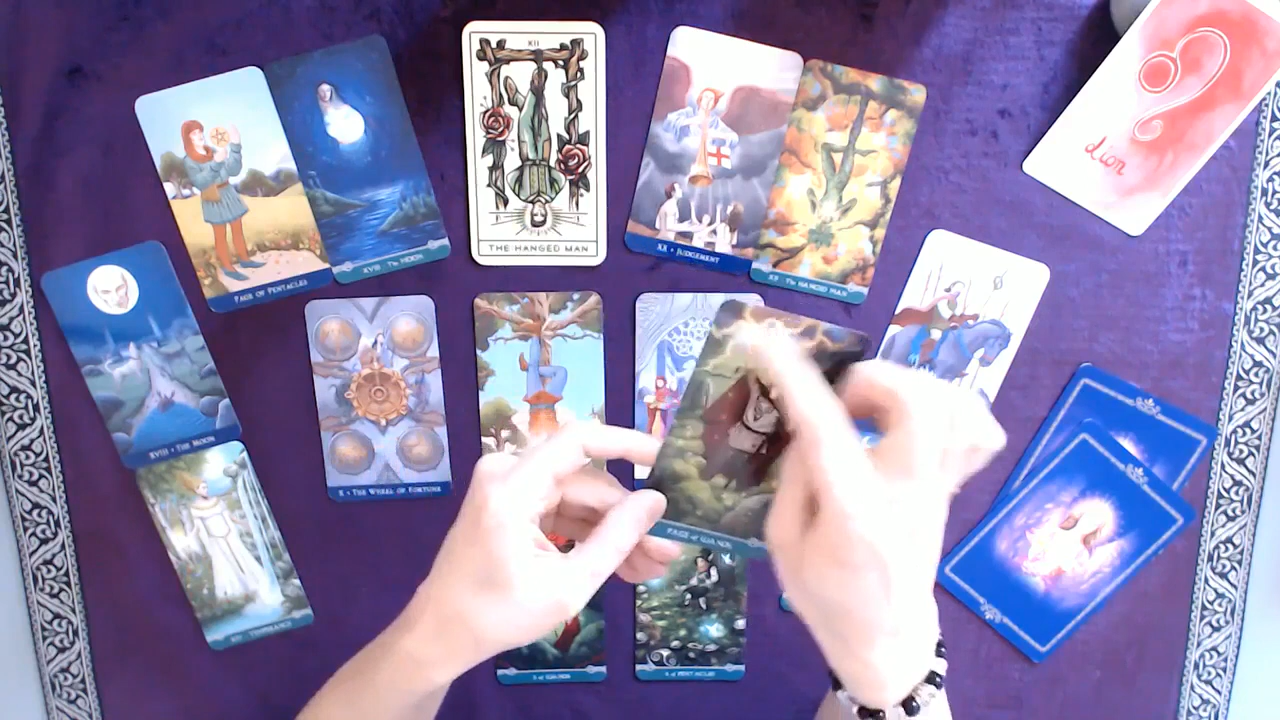 XII
THE HANGED MAN
PAGE OF PENTACLES
XVIII • The MOON
XX • JUDGEMENT
XII • The HANGED MAN
Lion
XVIII • THE MOON
X • THE WHEEL OF FORTUNE
PAGE of WANDS
XIV • TEMPERANCE